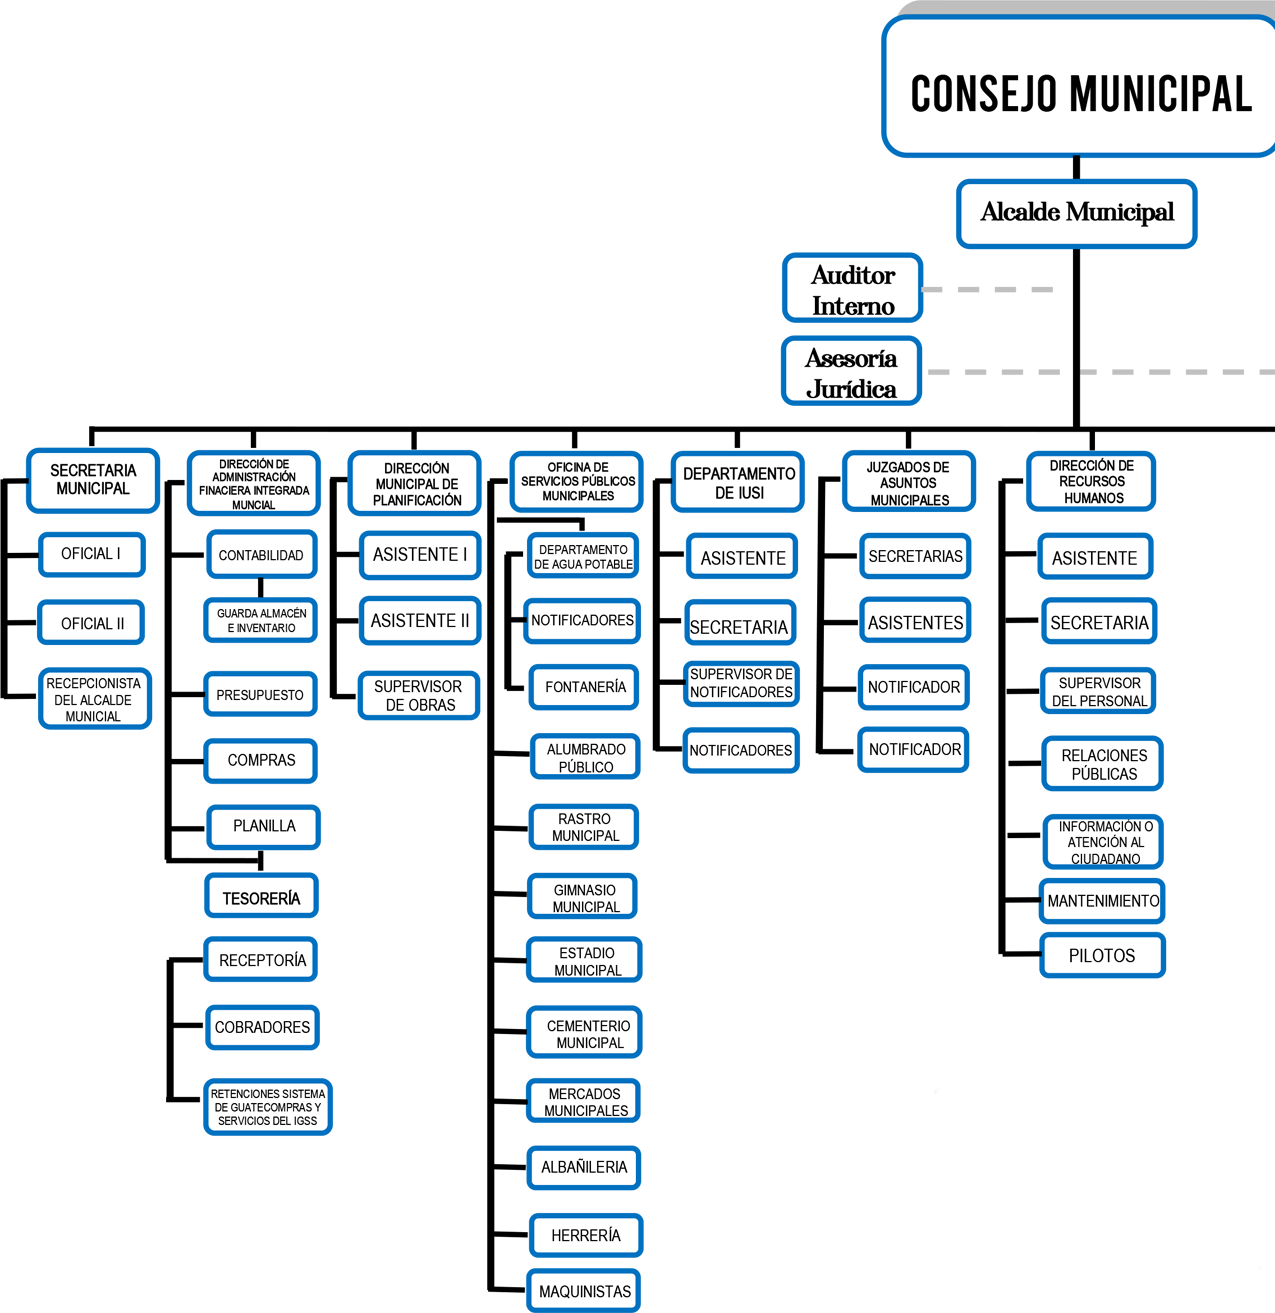 CONSEJO MUNICIPAL
Alcalde Municipal
Auditor
Interno
Asesoría
Jurídica
SECRETARIA
MUNICIPAL
OFICIAL I
OFICIAL II
RECEPCIONISTA
DEL ALCALDE
MUNICIAL
DIRECCIÓN DE
ADMINISTRACIÓN
FINACIERA INTEGRADA
MUNCIAL
CONTABILIDAD
GUARDA ALMACÉN
E INVENTARIO
PRESUPUESTO
COMPRAS
PLANILLA
TESORERÍA
RECEPTORÍA
COBRADORES
RETENCIONES SISTEMA
DE GUATECOMPRAS Y
SERVICIOS DEL IGSS
DIRECCIÓN
MUNICIPAL DE
PLANIFICACIÓN
ASISTENTE I
ASISTENTE II
SUPERVISOR
DE OBRAS
OFICINA DE
SERVICIOS PÚBLICOS
MUNICIPALES
DEPARTAMENTO
DE AGUA POTABLE
NOTIFICADORES
FONTANERÍA
ALUMBRADO
PÚBLICO
RASTRO
MUNICIPAL
GIMNASIO
MUNICIPAL
ESTADIO
MUNICIPAL
CEMENTERIO
MUNICIPAL
MERCADOS
MUNICIPALES
ALBAÑILERIA
HERRERÍA
MAQUINISTAS
DEPARTAMENTO
DE IUSI
ASISTENTE
SECRETARIA
SUPERVISOR DE
NOTIFICADORES
NOTIFICADORES
JUZGADOS DE
ASUNTOS
MUNICIPALES
SECRETARIAS
ASISTENTES
NOTIFICADOR
NOTIFICADOR
DIRECCIÓN DE
RECURSOS
HUMANOS
ASISTENTE
SECRETARIA
SUPERVISOR
DEL PERSONAL
RELACIONES
PÚBLICAS
INFORMACIÓN O
ATENCIÓN AL
CIUDADANO
MANTENIMIENTO
PILOTOS